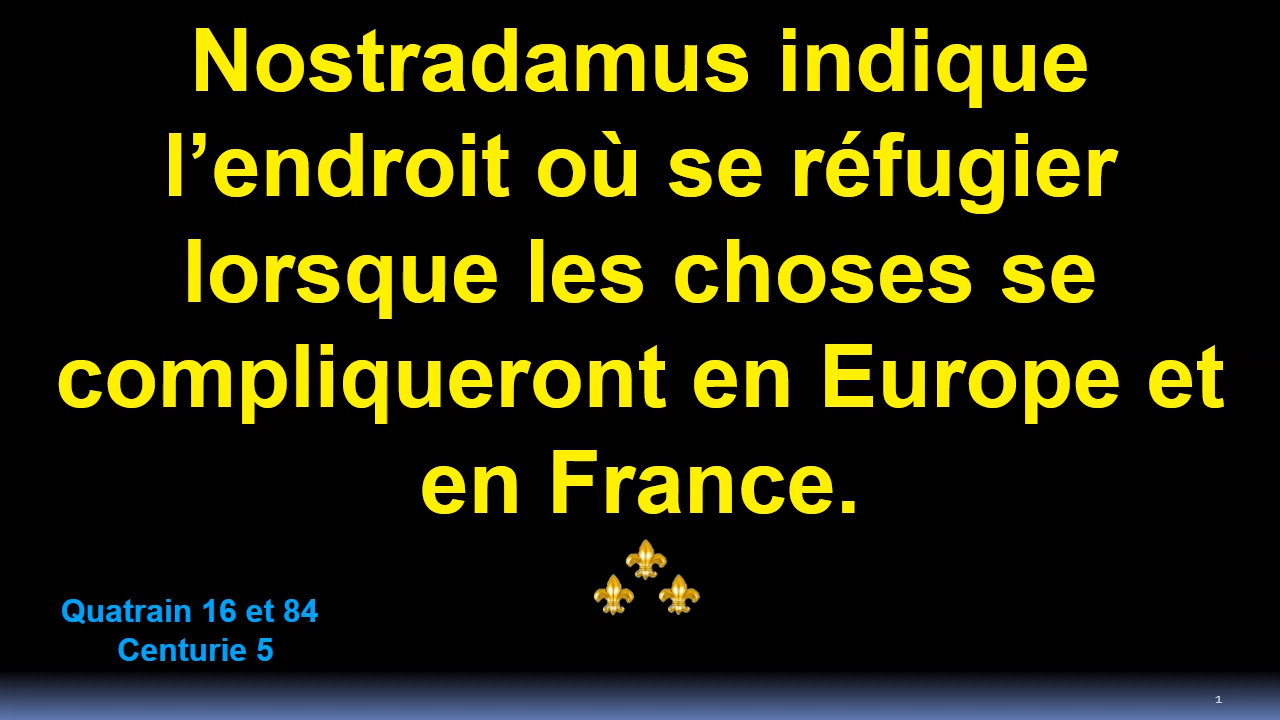 Nostradamus indique
l’endroit où se réfugier
lorsque les choses se
compliqueront en Europe et
en France.
Quatrain 16 et 84
Centurie 5
1